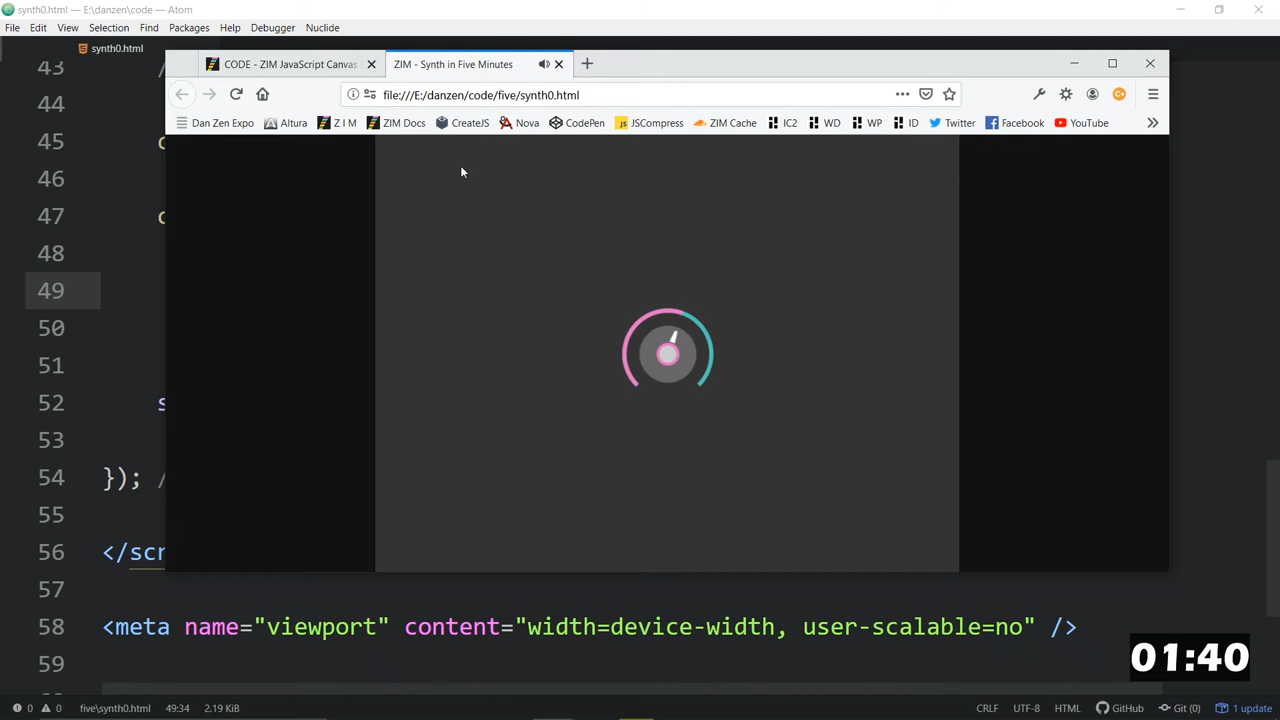 synth0.html — E:\danzen\code — Atom
File Edit View Selection Find Packages Help Debugger Nuclide
synth0.html
CODE - ZIM JavaScript Canvas
ZIM - Synth in Five Minutes
file:///E:/danzen/code/five/synth0.html
Dan Zen Expo Altura Z I M ZIM Docs CreateJS Nova CodePen JSCompress ZIM Cache IC2 WD WP ID Twitter Facebook YouTube
43 /
44
45 c
46
47 c
48
49
50
51
52 s
53
54 }); /
55
56 </scr
57
58 <meta name="viewport" content="width=device-width, user-scalable=no" />
59
01:40
0 0 five\synth0.html 49:34 2.19 KiB CRLF UTF-8 HTML GitHub Git (0) 1 update